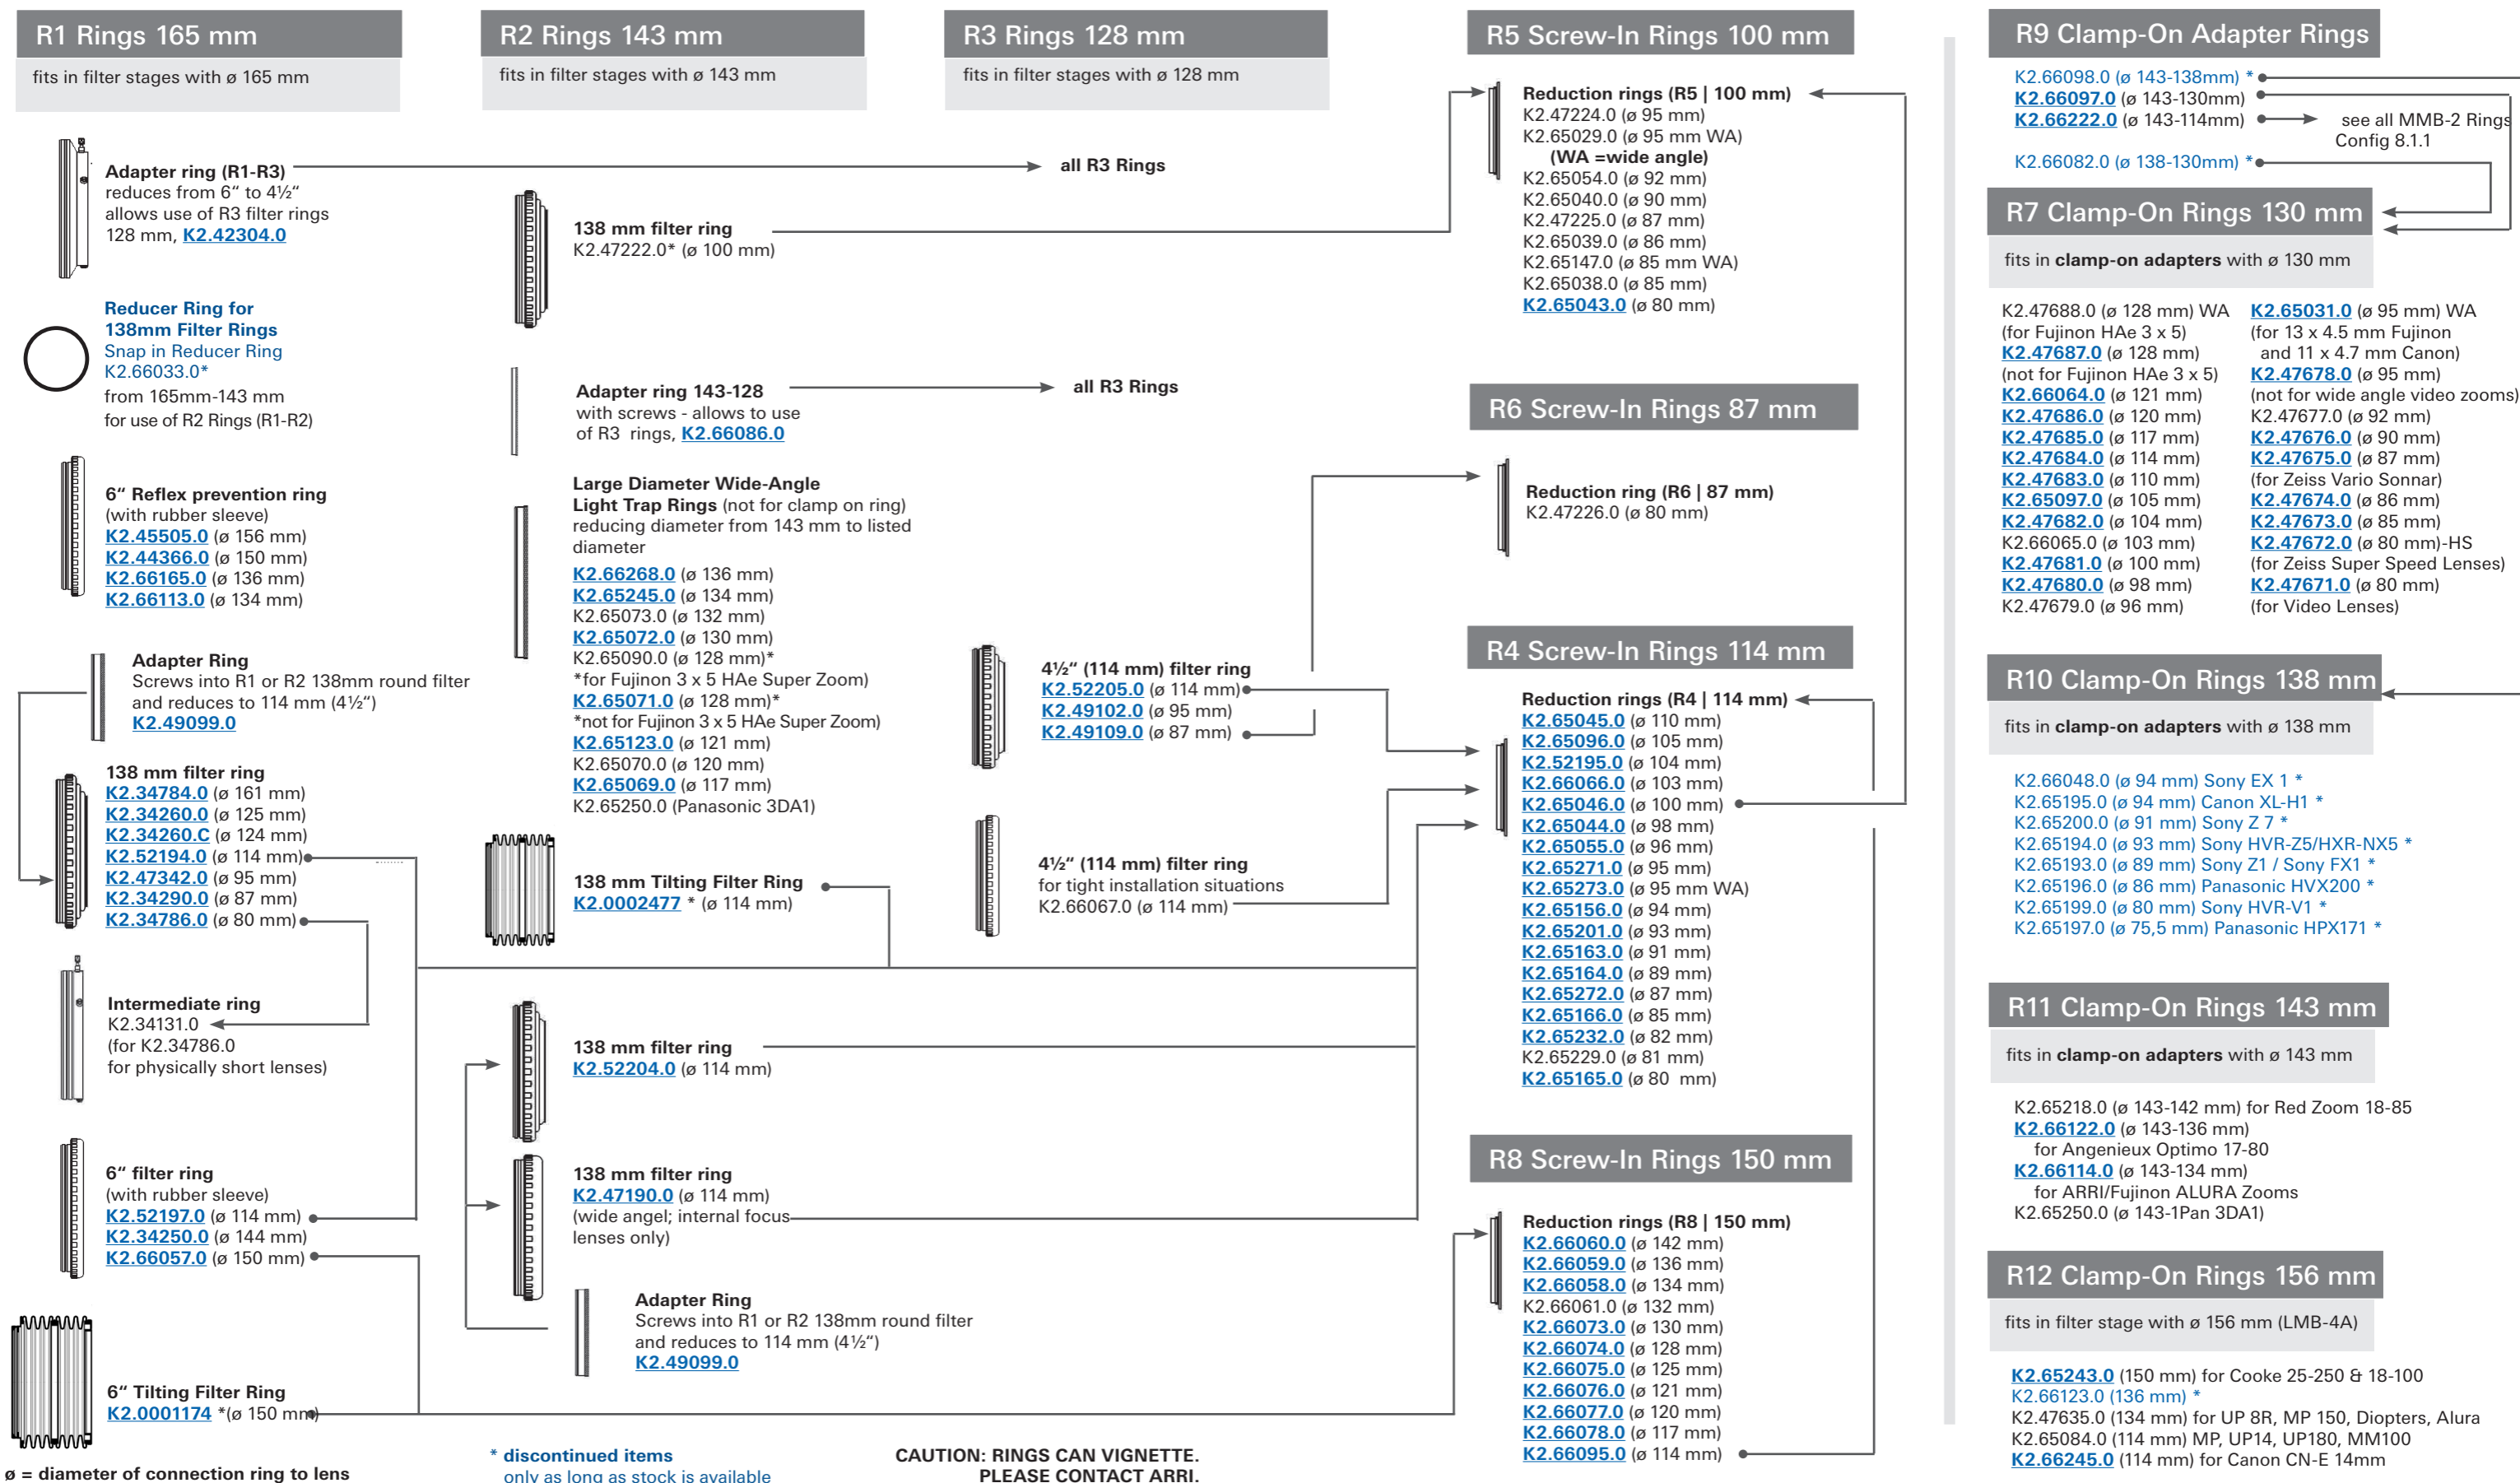 R1 Rings 165 mm
fits in filter stages with ø 165 mm
Adapter ring (R1-R3)
reduces from 6“ to 4½“
allows use of R3 filter rings
128 mm, K2.42304.0
Reducer Ring for
138mm Filter Rings
Snap in Reducer Ring
K2.66033.0*
from 165mm-143 mm
for use of R2 Rings (R1-R2)
6“ Reflex prevention ring
(with rubber sleeve)
K2.45505.0 (ø 156 mm)
K2.44366.0 (ø 150 mm)
K2.66165.0 (ø 136 mm)
K2.66113.0 (ø 134 mm)
Adapter Ring
Screws into R1 or R2 138mm round filter
and reduces to 114 mm (4½“)
K2.49099.0
138 mm filter ring
K2.34784.0 (ø 161 mm)
K2.34260.0 (ø 125 mm)
K2.34260.C (ø 124 mm)
K2.52194.0 (ø 114 mm)
K2.47342.0 (ø 95 mm)
K2.34290.0 (ø 87 mm)
K2.34786.0 (ø 80 mm)
Intermediate ring
K2.34131.0
(for K2.34786.0
for physically short lenses)
6“ filter ring
(with rubber sleeve)
K2.52197.0 (ø 114 mm)
K2.34250.0 (ø 144 mm)
K2.66057.0 (ø 150 mm)
6“ Tilting Filter Ring
K2.0001174 *(ø 150 mm)
ø = diameter of connection ring to lens
R2 Rings 143 mm
fits in filter stages with ø 143 mm
138 mm filter ring
K2.47222.0* (ø 100 mm)
Adapter ring 143-128
with screws - allows to use
of R3 rings, K2.66086.0
Large Diameter Wide-Angle
Light Trap Rings (not for clamp on ring)
reducing diameter from 143 mm to listed
diameter
K2.66268.0 (ø 136 mm)
K2.65245.0 (ø 134 mm)
K2.65073.0 (ø 132 mm)
K2.65072.0 (ø 130 mm)
K2.65090.0 (ø 128 mm)*
*for Fujinon 3 x 5 HAe Super Zoom)
K2.65071.0 (ø 128 mm)*
*not for Fujinon 3 x 5 HAe Super Zoom)
K2.65123.0 (ø 121 mm)
K2.65070.0 (ø 120 mm)
K2.65069.0 (ø 117 mm)
K2.65250.0 (Panasonic 3DA1)
138 mm Tilting Filter Ring
K2.0002477 * (ø 114 mm)
138 mm filter ring
K2.52204.0 (ø 114 mm)
138 mm filter ring
K2.47190.0 (ø 114 mm)
(wide angel; internal focus
lenses only)
Adapter Ring
Screws into R1 or R2 138mm round filter
and reduces to 114 mm (4½“)
K2.49099.0
* discontinued items
only as long as stock is available
R3 Rings 128 mm
fits in filter stages with ø 128 mm
all R3 Rings
all R3 Rings
4½“ (114 mm) filter ring
K2.52205.0 (ø 114 mm)
K2.49102.0 (ø 95 mm)
K2.49109.0 (ø 87 mm)
4½“ (114 mm) filter ring
for tight installation situations
K2.66067.0 (ø 114 mm)
CAUTION: RINGS CAN VIGNETTE.
PLEASE CONTACT ARRI.
R5 Screw-In Rings 100 mm
Reduction rings (R5 | 100 mm)
K2.47224.0 (ø 95 mm)
K2.65029.0 (ø 95 mm WA)
(WA =wide angle)
K2.65054.0 (ø 92 mm)
K2.65040.0 (ø 90 mm)
K2.47225.0 (ø 87 mm)
K2.65039.0 (ø 86 mm)
K2.65147.0 (ø 85 mm WA)
K2.65038.0 (ø 85 mm)
K2.65043.0 (ø 80 mm)
R6 Screw-In Rings 87 mm
Reduction ring (R6 | 87 mm)
K2.47226.0 (ø 80 mm)
R4 Screw-In Rings 114 mm
Reduction rings (R4 | 114 mm)
K2.65045.0 (ø 110 mm)
K2.65096.0 (ø 105 mm)
K2.52195.0 (ø 104 mm)
K2.66066.0 (ø 103 mm)
K2.65046.0 (ø 100 mm)
K2.65044.0 (ø 98 mm)
K2.65055.0 (ø 96 mm)
K2.65271.0 (ø 95 mm)
K2.65273.0 (ø 95 mm WA)
K2.65156.0 (ø 94 mm)
K2.65201.0 (ø 93 mm)
K2.65163.0 (ø 91 mm)
K2.65164.0 (ø 89 mm)
K2.65272.0 (ø 87 mm)
K2.65166.0 (ø 85 mm)
K2.65232.0 (ø 82 mm)
K2.65229.0 (ø 81 mm)
K2.65165.0 (ø 80 mm)
R8 Screw-In Rings 150 mm
Reduction rings (R8 | 150 mm)
K2.66060.0 (ø 142 mm)
K2.66059.0 (ø 136 mm)
K2.66058.0 (ø 134 mm)
K2.66061.0 (ø 132 mm)
K2.66073.0 (ø 130 mm)
K2.66074.0 (ø 128 mm)
K2.66075.0 (ø 125 mm)
K2.66076.0 (ø 121 mm)
K2.66077.0 (ø 120 mm)
K2.66078.0 (ø 117 mm)
K2.66095.0 (ø 114 mm)
R9 Clamp-On Adapter Rings
K2.66098.0 (ø 143-138mm) *
K2.66097.0 (ø 143-130mm)
K2.66222.0 (ø 143-114mm) see all MMB-2 Rings
Config 8.1.1
K2.66082.0 (ø 138-130mm) *
R7 Clamp-On Rings 130 mm
fits in clamp-on adapters with ø 130 mm
K2.47688.0 (ø 128 mm) WA
(for Fujinon HAe 3 x 5)
K2.47687.0 (ø 128 mm)
(not for Fujinon HAe 3 x 5)
K2.66064.0 (ø 121 mm)
K2.47686.0 (ø 120 mm)
K2.47685.0 (ø 117 mm)
K2.47684.0 (ø 114 mm)
K2.47683.0 (ø 110 mm)
K2.65097.0 (ø 105 mm)
K2.47682.0 (ø 104 mm)
K2.66065.0 (ø 103 mm)
K2.47681.0 (ø 100 mm)
K2.47680.0 (ø 98 mm)
K2.47679.0 (ø 96 mm)
K2.65031.0 (ø 95 mm) WA
(for 13 x 4.5 mm Fujinon
and 11 x 4.7 mm Canon)
K2.47678.0 (ø 95 mm)
(not for wide angle video zooms)
K2.47677.0 (ø 92 mm)
K2.47676.0 (ø 90 mm)
K2.47675.0 (ø 87 mm)
(for Zeiss Vario Sonnar)
K2.47674.0 (ø 86 mm)
K2.47673.0 (ø 85 mm)
K2.47672.0 (ø 80 mm)-HS
(for Zeiss Super Speed Lenses)
K2.47671.0 (ø 80 mm)
(for Video Lenses)
R10 Clamp-On Rings 138 mm
fits in clamp-on adapters with ø 138 mm
K2.66048.0 (ø 94 mm) Sony EX 1 *
K2.65195.0 (ø 94 mm) Canon XL-H1 *
K2.65200.0 (ø 91 mm) Sony Z 7 *
K2.65194.0 (ø 93 mm) Sony HVR-Z5/HXR-NX5 *
K2.65193.0 (ø 89 mm) Sony Z1 / Sony FX1 *
K2.65196.0 (ø 86 mm) Panasonic HVX200 *
K2.65199.0 (ø 80 mm) Sony HVR-V1 *
K2.65197.0 (ø 75,5 mm) Panasonic HPX171 *
R11 Clamp-On Rings 143 mm
fits in clamp-on adapters with ø 143 mm
K2.65218.0 (ø 143-142 mm) for Red Zoom 18-85
K2.66122.0 (ø 143-136 mm)
for Angenieux Optimo 17-80
K2.66114.0 (ø 143-134 mm)
for ARRI/Fujinon ALURA Zooms
K2.65250.0 (ø 143-1Pan 3DA1)
R12 Clamp-On Rings 156 mm
fits in filter stage with ø 156 mm (LMB-4A)
K2.65243.0 (150 mm) for Cooke 25-250 & 18-100
K2.66123.0 (136 mm) *
K2.47635.0 (134 mm) for UP 8R, MP 150, Diopters, Alura
K2.65084.0 (114 mm) MP, UP14, UP180, MM100
K2.66245.0 (114 mm) for Canon CN-E 14mm